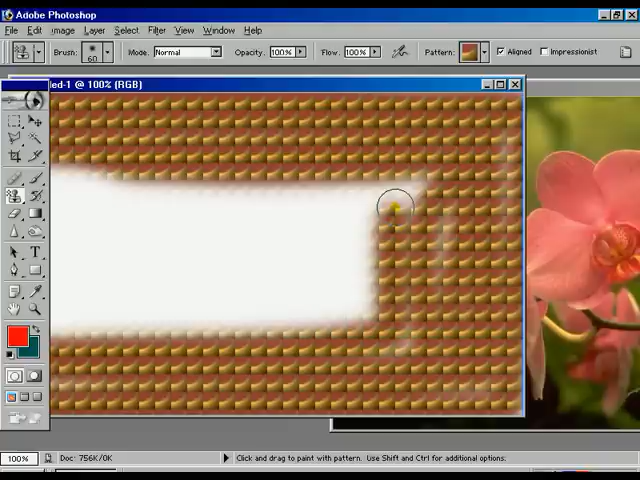 Adobe Photoshop
File Edit Image Layer Select Filter View Window Help
Brush: 60 Mode: Normal Opacity: 100% Flow: 100% Pattern: Aligned Impressionist
led-1 @ 100% (RGB)
T
100% Doc: 756K/0K Click and drag to paint with pattern. Use Shift and Ctrl for additional options: